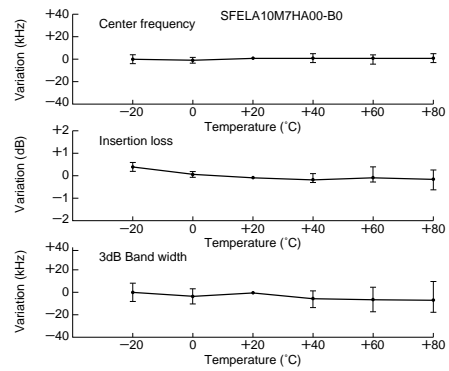 SFELA10M7HA00-B0
Center frequency
Variation (kHz)
+40
+20
0
−20
−40
−20 0 +20 +40 +60 +80
Temperature (˚C)
Insertion loss
Variation (dB)
+2
+1
0
−1
−2
−20 0 +20 +40 +60 +80
Temperature (˚C)
3dB Band width
Variation (kHz)
+40
+20
0
−20
−40
−20 0 +20 +40 +60 +80
Temperature (˚C)